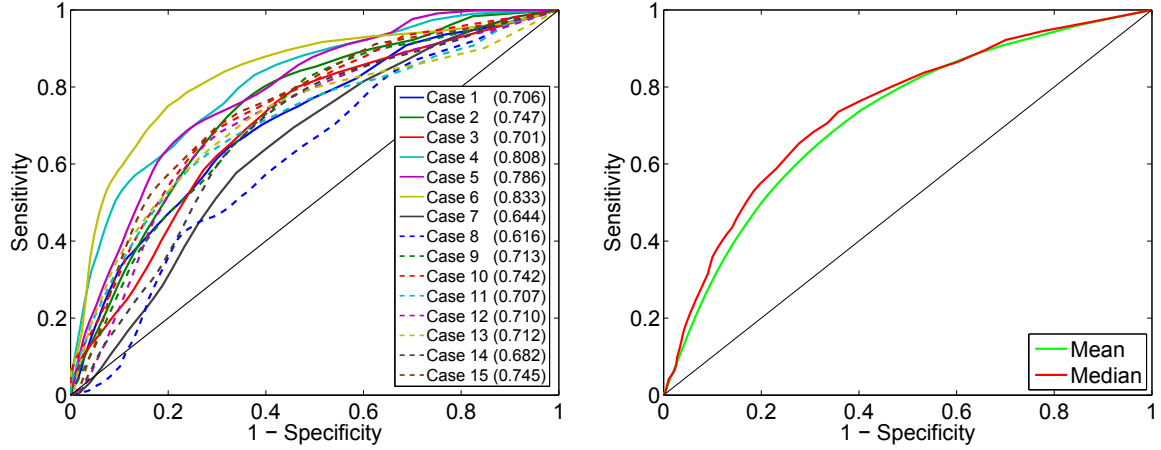 1
0.8
0.6
0.4
0.2
0
0 0.2 0.4 0.6 0.8 1
Sensitivity
1 − Specificity
Case 1 (0.706)
Case 2 (0.747)
Case 3 (0.701)
Case 4 (0.808)
Case 5 (0.786)
Case 6 (0.833)
Case 7 (0.644)
Case 8 (0.616)
Case 9 (0.713)
Case 10 (0.742)
Case 11 (0.707)
Case 12 (0.710)
Case 13 (0.712)
Case 14 (0.682)
Case 15 (0.745)
1
0.8
0.6
0.4
0.2
0
0 0.2 0.4 0.6 0.8 1
Sensitivity
1 − Specificity
Mean
Median